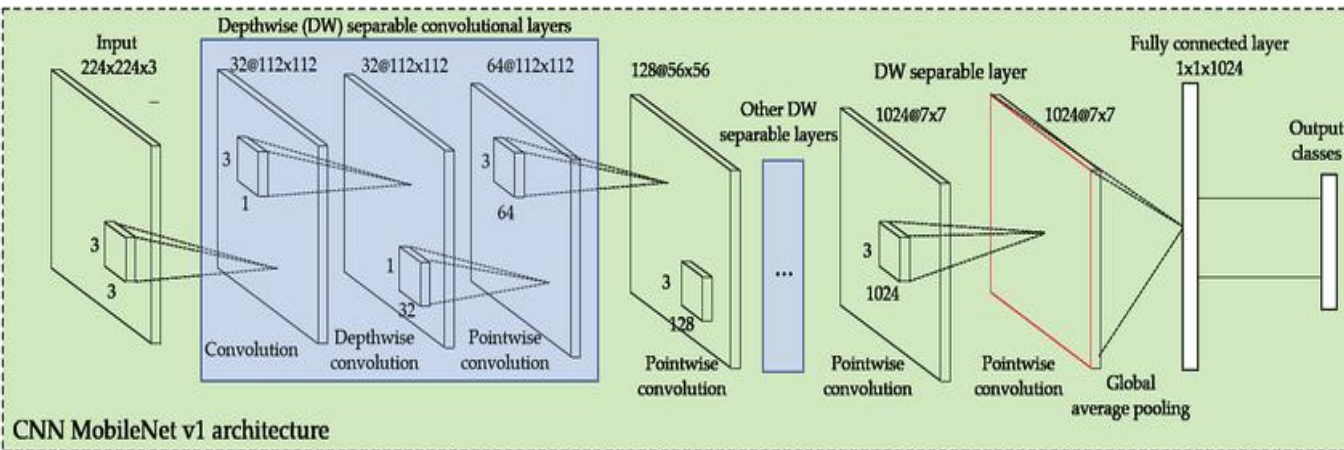 Depthwise (DW) separable convolutional layers
Input
224x224x3
32@112x112
32@112x112
64@112x112
128@56x56
Other DW
separable layers
DW separable layer
1024@7x7
1024@7x7
Fully connected layer
1x1x1024
Output
classes
3
3
3
1
1
32
3
64
3
128
...
3
1024
Convolution
Depthwise
convolution
Pointwise
convolution
Pointwise
convolution
Pointwise
convolution
Pointwise
convolution
Global
average pooling
CNN MobileNet v1 architecture